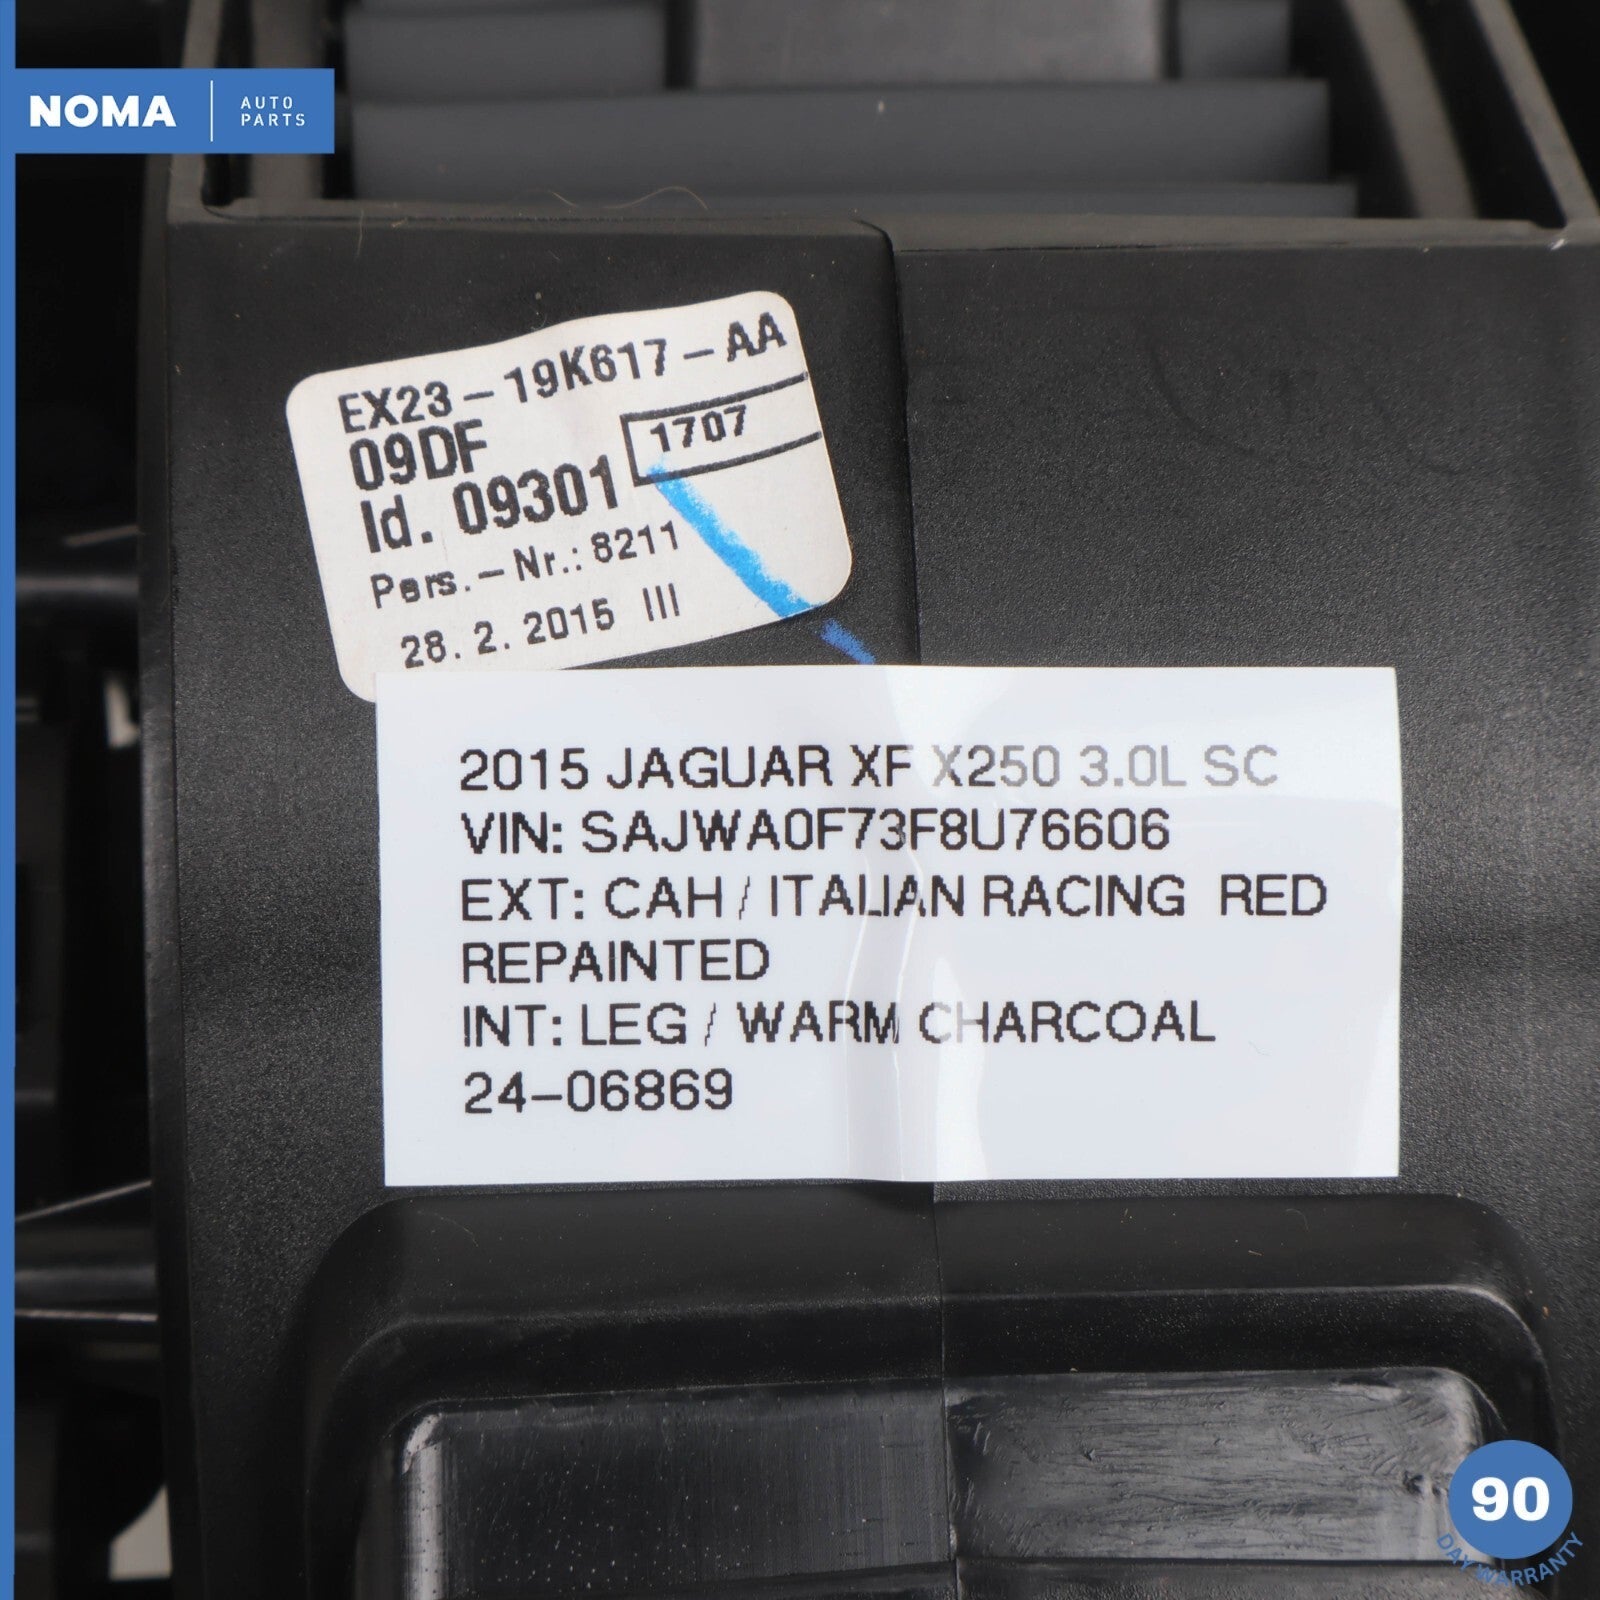 NOMA
AUTO
PARTS
EX23-19K617-AA
09DF
1707
Id. 09301
Pers.-Nr.: 8211
28. 2. 2015 III
2015 JAGUAR XF X250 3.0L SC
VIN: SAJWA0F73F8U76606
EXT: CAH / ITALIAN RACING RED
REPAINTED
INT: LEG / WARM CHARCOAL
24-06869
90
DAY WARRANTY